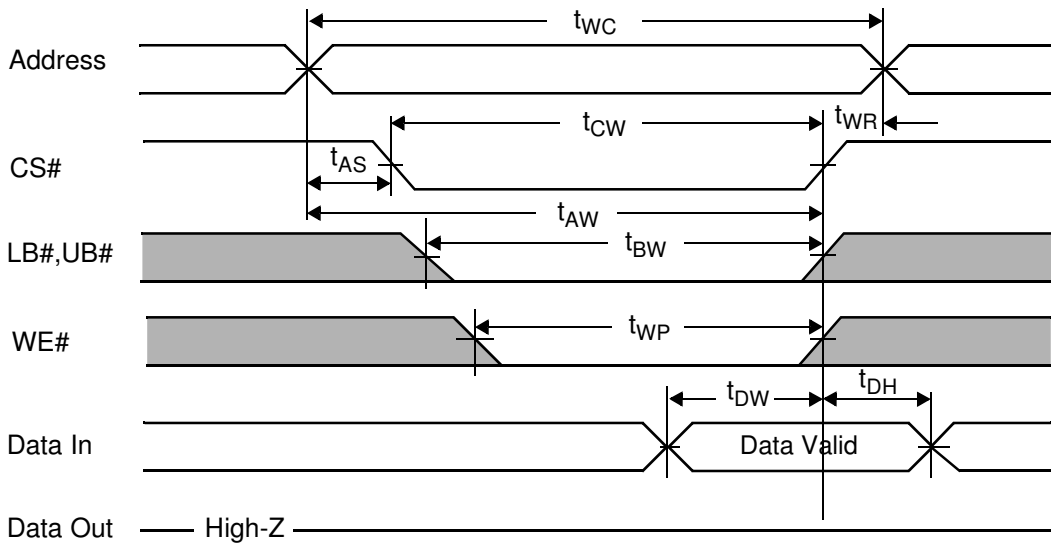 tWC
Address
tCW
tWR
CS#
tAS
tAW
LB#,UB#
tBW
WE#
tWP
tDW
tDH
Data In
Data Valid
Data Out
High-Z